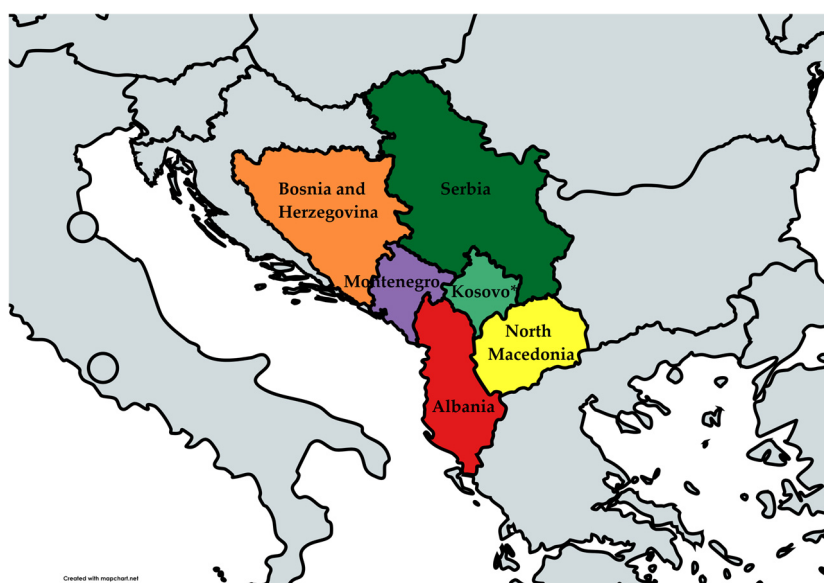 Bosnia and
Herzegovina
Serbia
Montenegro
Kosovo*
North
Macedonia
Albania
Created with mapchart.net